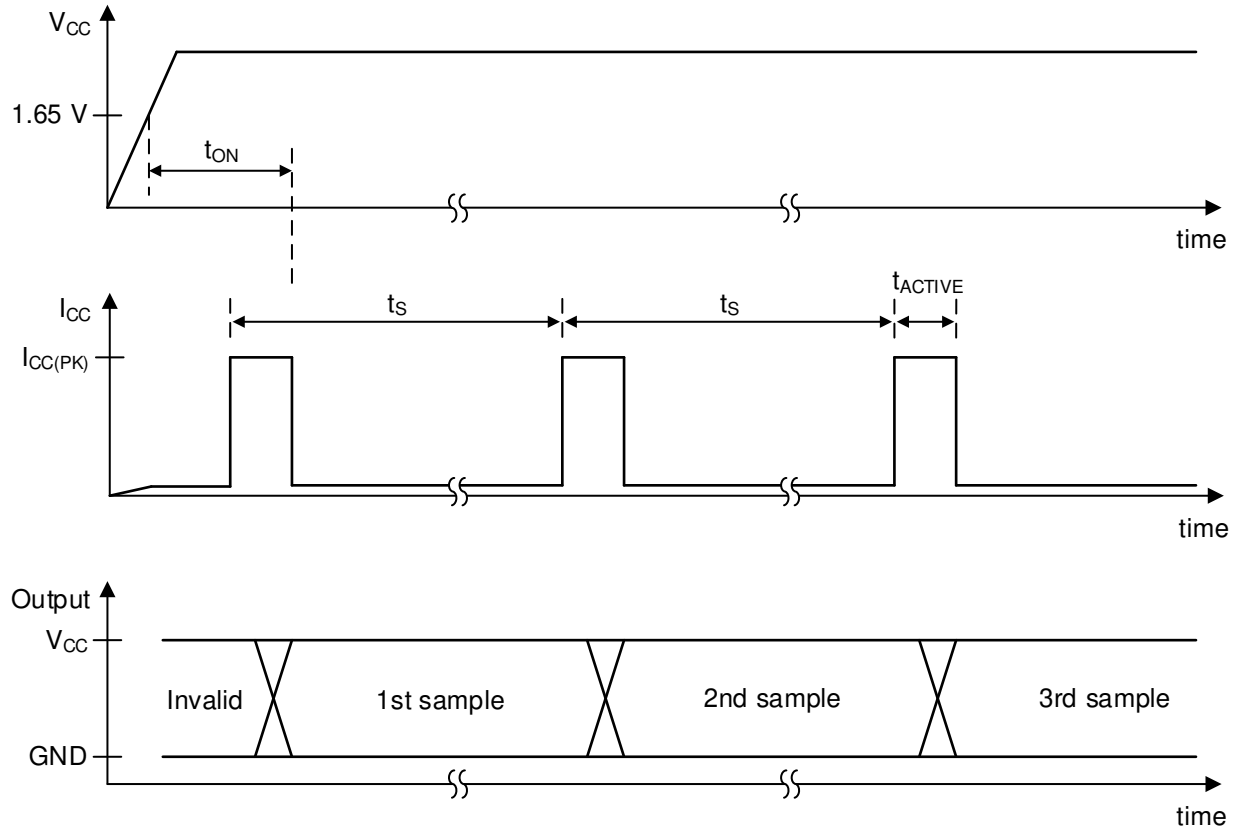 VCC
1.65 V
tON
time
ICC
ICC(PK)
tS
tS
tACTIVE
time
Output
VCC
Invalid
1st sample
2nd sample
3rd sample
GND
time